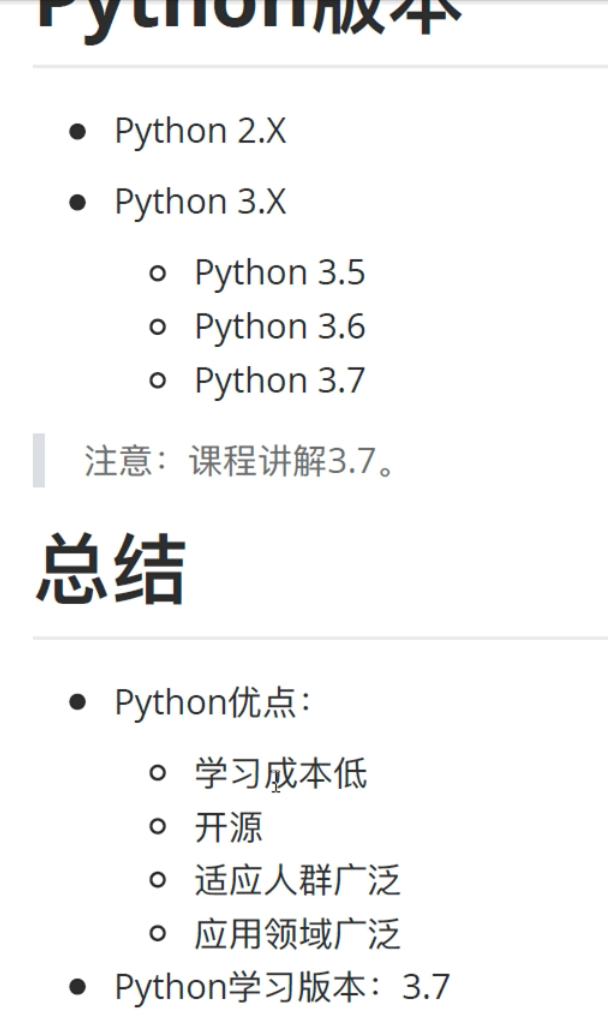 Python版本
Python 2.X
Python 3.X
Python 3.5
Python 3.6
Python 3.7
注意：课程讲解3.7。
总结
Python优点：
学习成本低
开源
适应人群广泛
应用领域广泛
Python学习版本：3.7